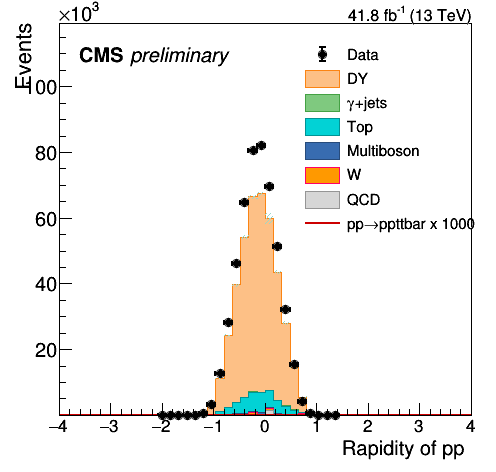 ×10³
41.8 fb⁻¹ (13 TeV)
Events
CMS preliminary
Data
DY
γ+jets
Top
Multiboson
W
QCD
pp→ppttbar x 1000
100
80
60
40
20
−4 −3 −2 −1 0 1 2 3 4
Rapidity of pp